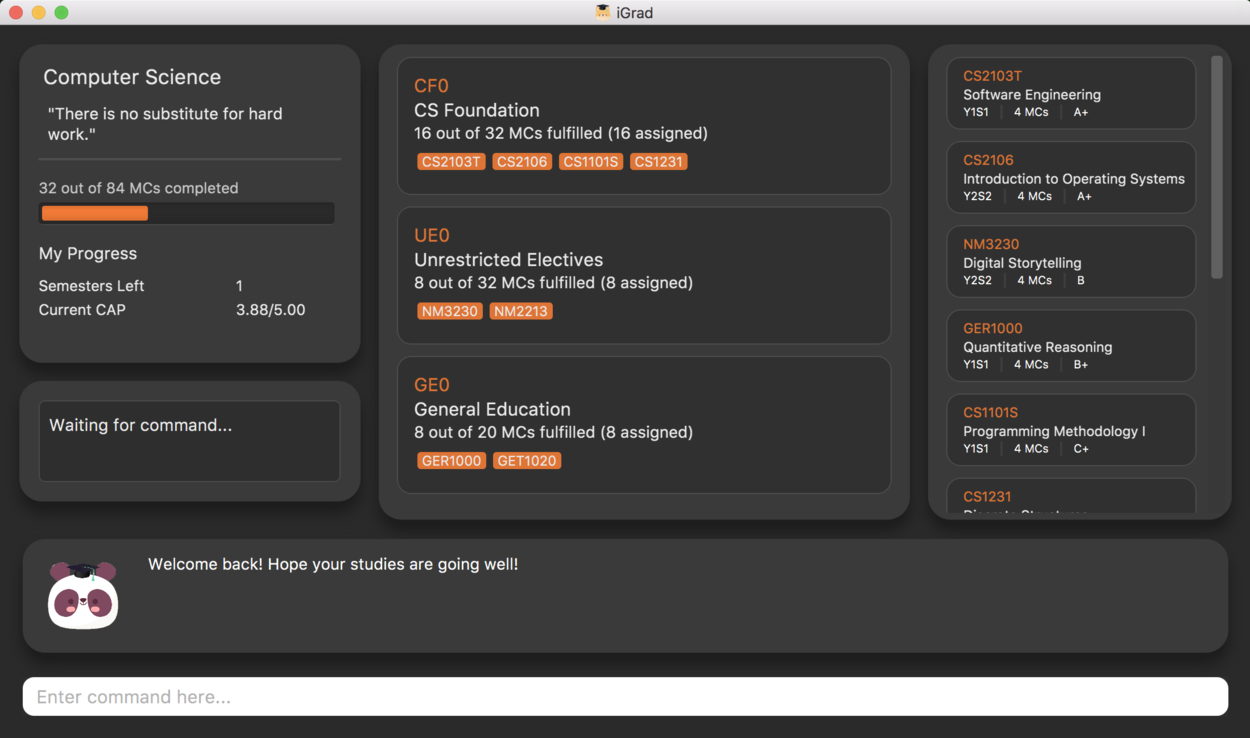 iGrad
Computer Science
"There is no substitute for hard
work."
32 out of 84 MCs completed
My Progress
Semesters Left 1
Current CAP 3.88/5.00
Waiting for command...
CF0
CS Foundation
16 out of 32 MCs fulfilled (16 assigned)
CS2103T CS2106 CS1101S CS1231
UE0
Unrestricted Electives
8 out of 32 MCs fulfilled (8 assigned)
NM3230 NM2213
GE0
General Education
8 out of 20 MCs fulfilled (8 assigned)
GER1000 GET1020
CS2103T
Software Engineering
Y1S1 4 MCs A+
CS2106
Introduction to Operating Systems
Y2S2 4 MCs A+
NM3230
Digital Storytelling
Y2S2 4 MCs B
GER1000
Quantitative Reasoning
Y1S1 4 MCs B+
CS1101S
Programming Methodology I
Y1S1 4 MCs C+
CS1231
Welcome back! Hope your studies are going well!
Enter command here...